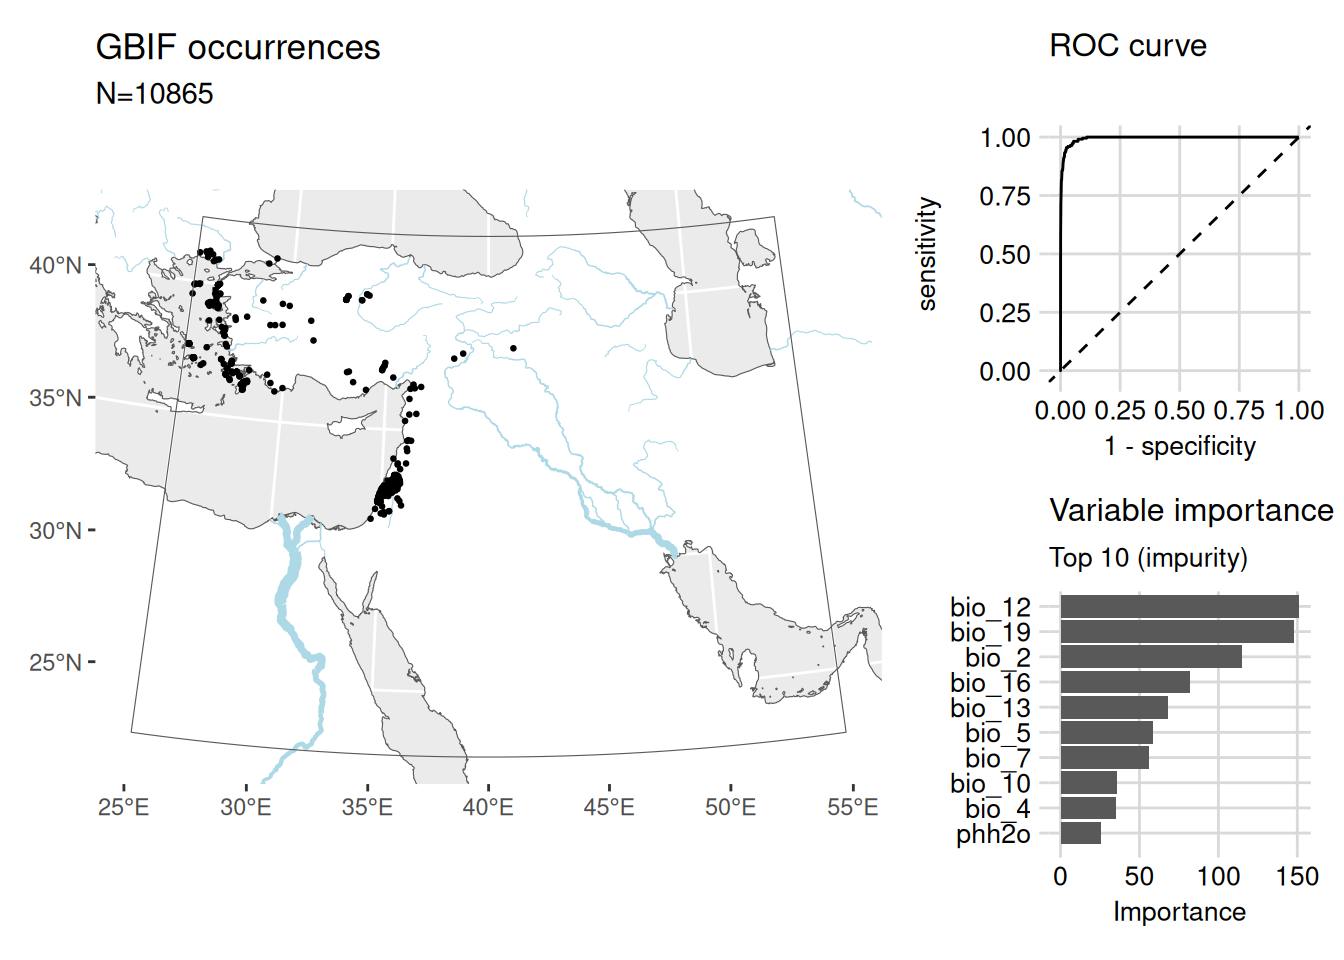 GBIF occurrences
N=10865
40°N
35°N
30°N
25°N
25°E 30°E 35°E 40°E 45°E 50°E 55°E
ROC curve
sensitivity
1.00
0.75
0.50
0.25
0.00
0.00 0.25 0.50 0.75 1.00
1 - specificity
Variable importance
Top 10 (impurity)
bio_12
bio_19
bio_2
bio_16
bio_13
bio_5
bio_7
bio_10
bio_4
phh2o
0 50 100 150
Importance